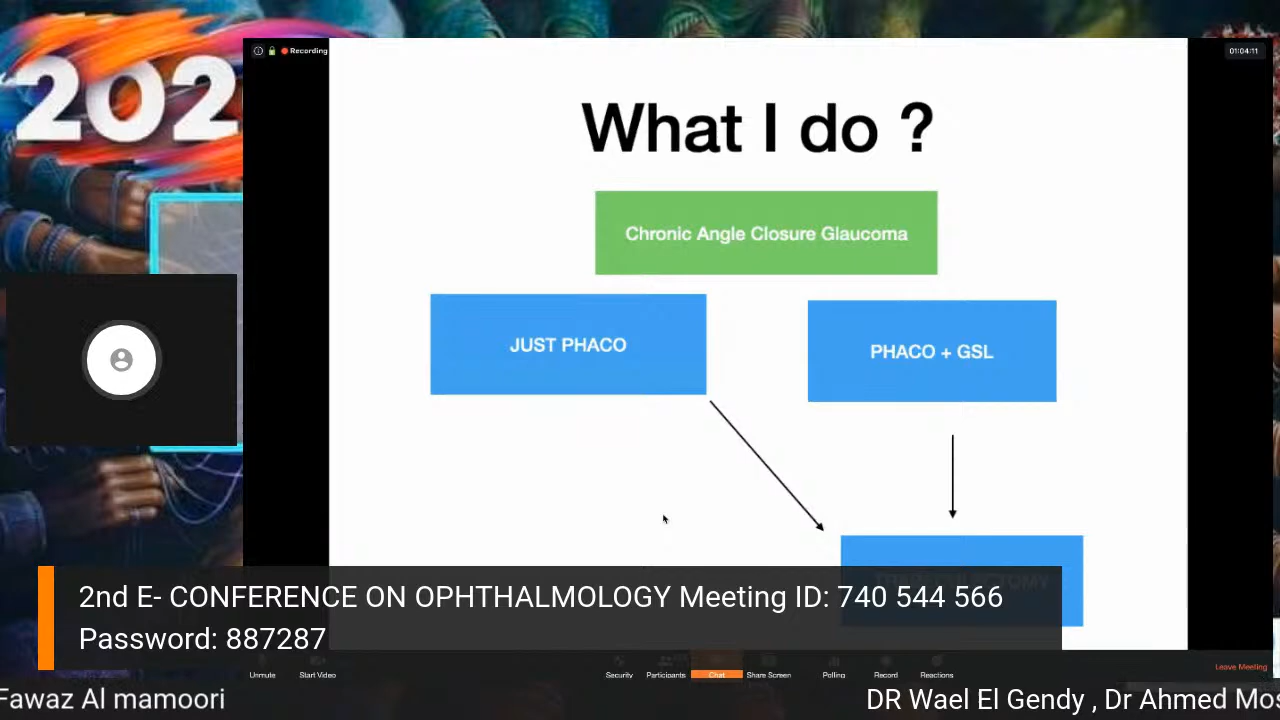 202
Recording
01:04:11
What I do ?
Chronic Angle Closure Glaucoma
JUST PHACO
PHACO + GSL
2nd E- CONFERENCE ON OPHTHALMOLOGY Meeting ID: 740 544 566
Password: 887287
Unmute
Start Video
Security
Participants
Chat
Share Screen
Polling
Record
Reactions
Leave Meeting
Fawaz Al mamoori
DR Wael El Gendy , Dr Ahmed Mos